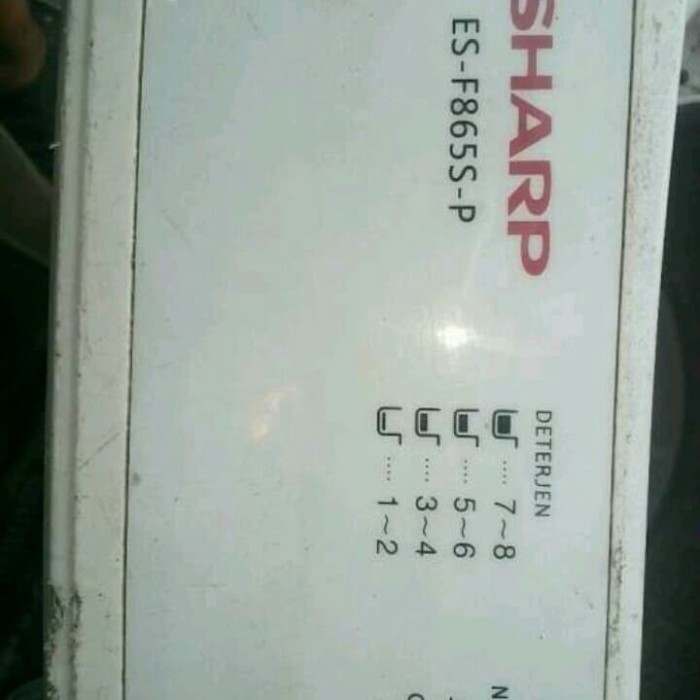 SHARP
ES-F865S-P
DETERJEN
..... 7~8
..... 5~6
.... 3~4
.... 1~2
N